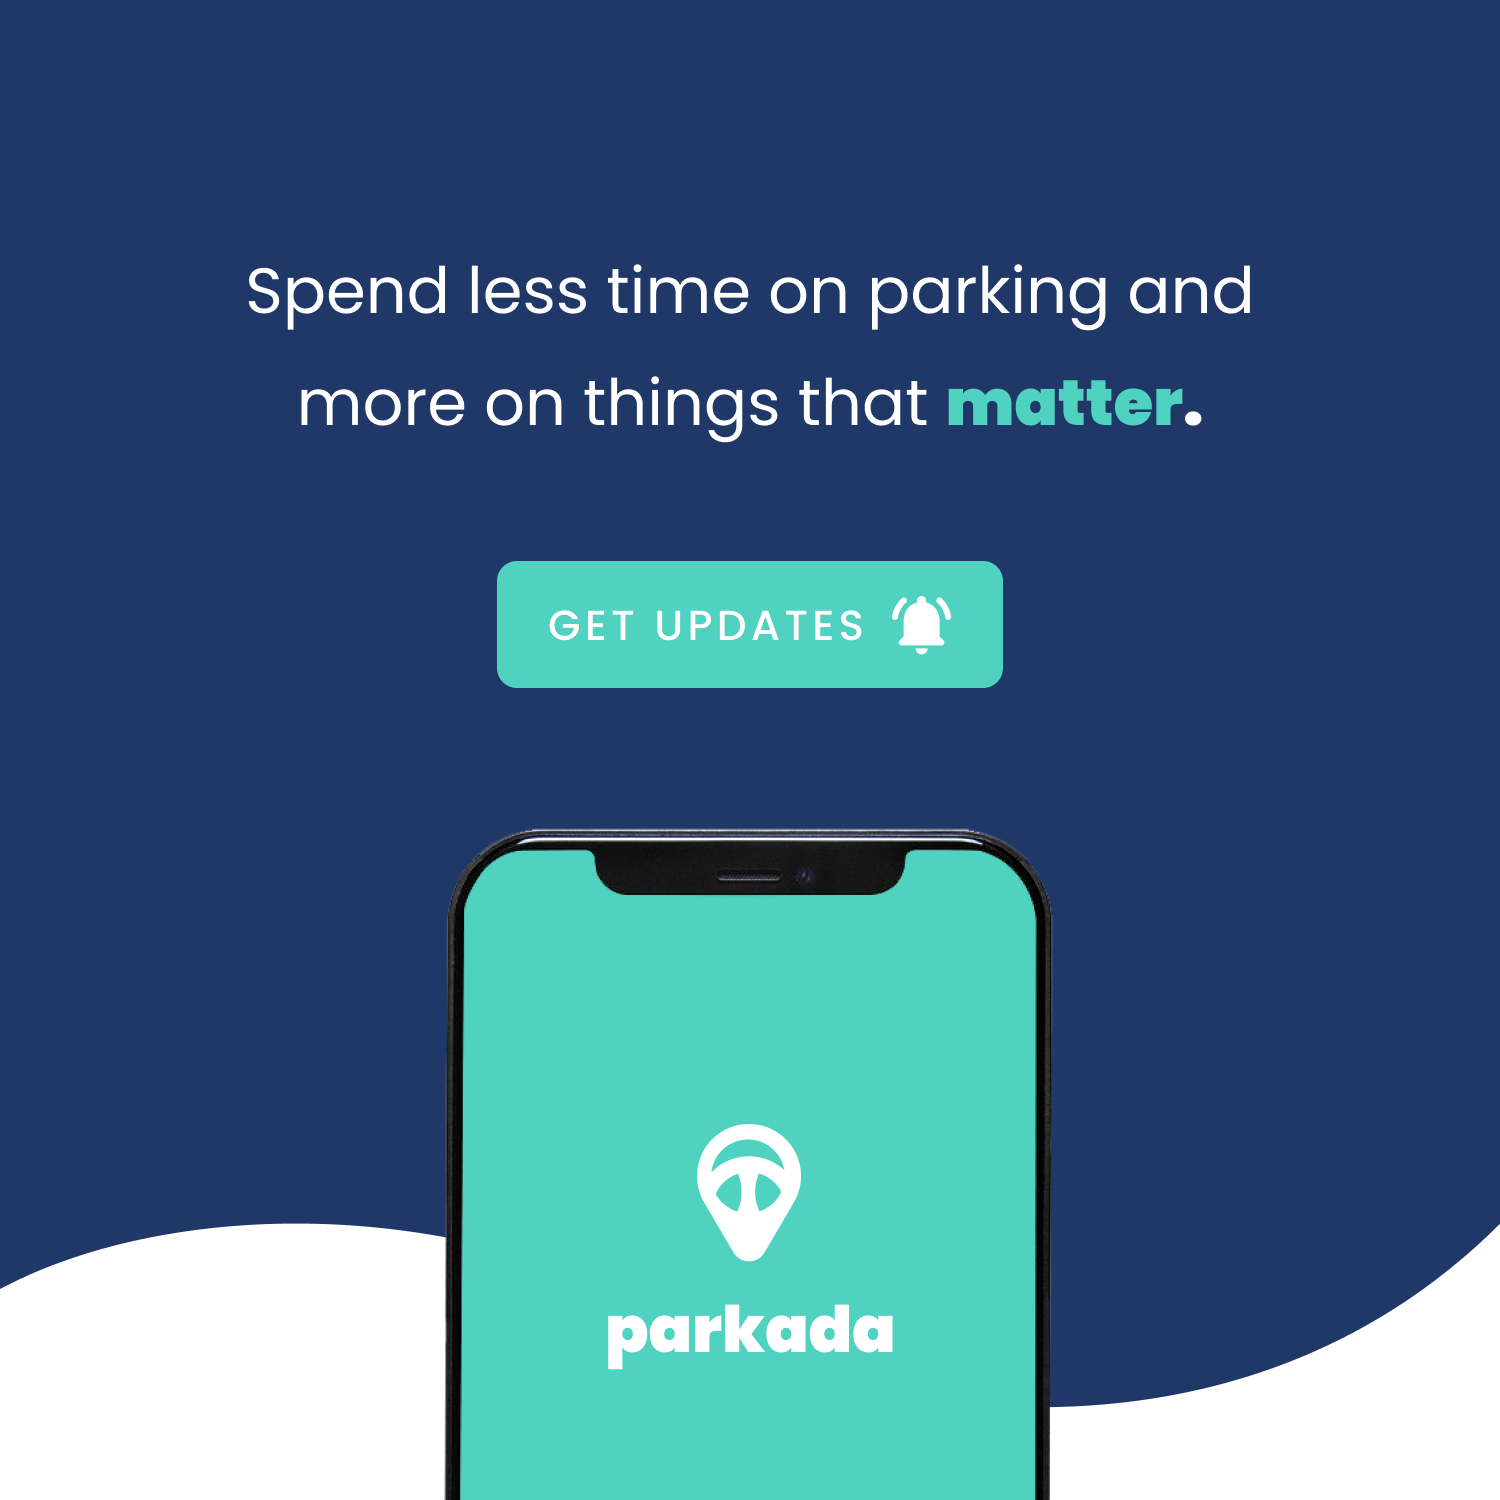 Spend less time on parking and
more on things that matter.
GET UPDATES
parkada